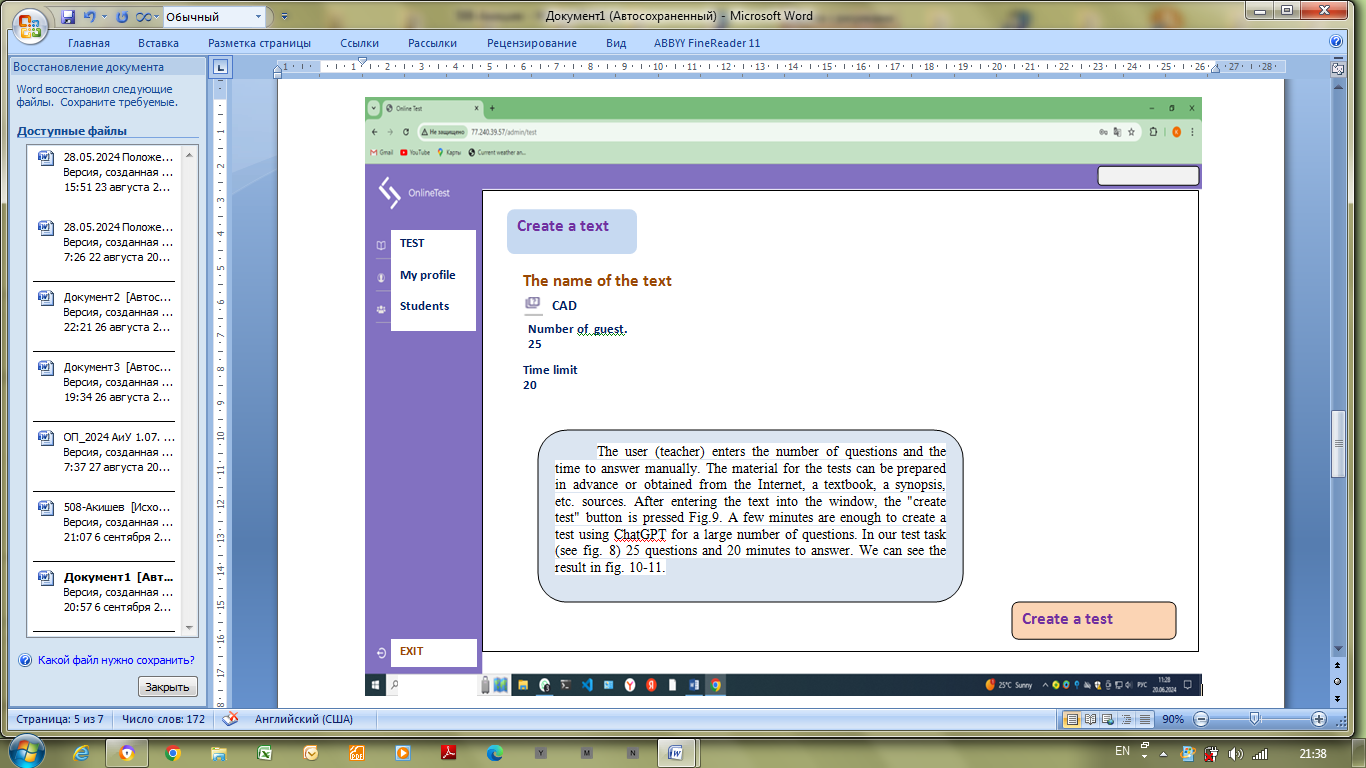 Обычный
Документ1 (Автосохраненный) - Microsoft Word
Главная Вставка Разметка страницы Ссылки Рассылки Рецензирование Вид ABBYY FineReader 11
Восстановление документа
Word восстановил следующие
файлы. Сохраните требуемые.
Доступные файлы
28.05.2024 Положе...
Версия, созданная ...
15:51 23 августа 2...
28.05.2024 Положе...
Версия, созданная ...
7:26 22 августа 20...
Документ2 [Автос...
Версия, созданная ...
22:21 26 августа 2...
Документ3 [Автос...
Версия, созданная ...
19:34 26 августа 2...
ОП_2024 АиУ 1.07. ...
Версия, созданная ...
7:37 27 августа 20...
508-Акишев [Исхо...
Версия, созданная ...
21:07 6 сентября 2...
Документ1 [Авт...
Версия, созданная ...
20:57 6 сентября 2...
Какой файл нужно сохранить?
Закрыть
Online Test
Не защищено 77.240.39.57/admin/test
Gmail YouTube Карты Current weather an...
OnlineTest
TEST
My profile
Students
EXIT
Create a text
The name of the text
CAD
Number of guest.
25
Time limit
20
The user (teacher) enters the number of questions and the
time to answer manually. The material for the tests can be prepared
in advance or obtained from the Internet, a textbook, a synopsis,
etc. sources. After entering the text into the window, the "create
test" button is pressed Fig.9. A few minutes are enough to create a
test using ChatGPT for a large number of questions. In our test task
(see fig. 8) 25 questions and 20 minutes to answer. We can see the
result in fig. 10-11.
Create a test
25°C Sunny РУС 11:28
20.06.2024
Страница: 5 из 7 Число слов: 172 Английский (США) 90%
EN 21:38